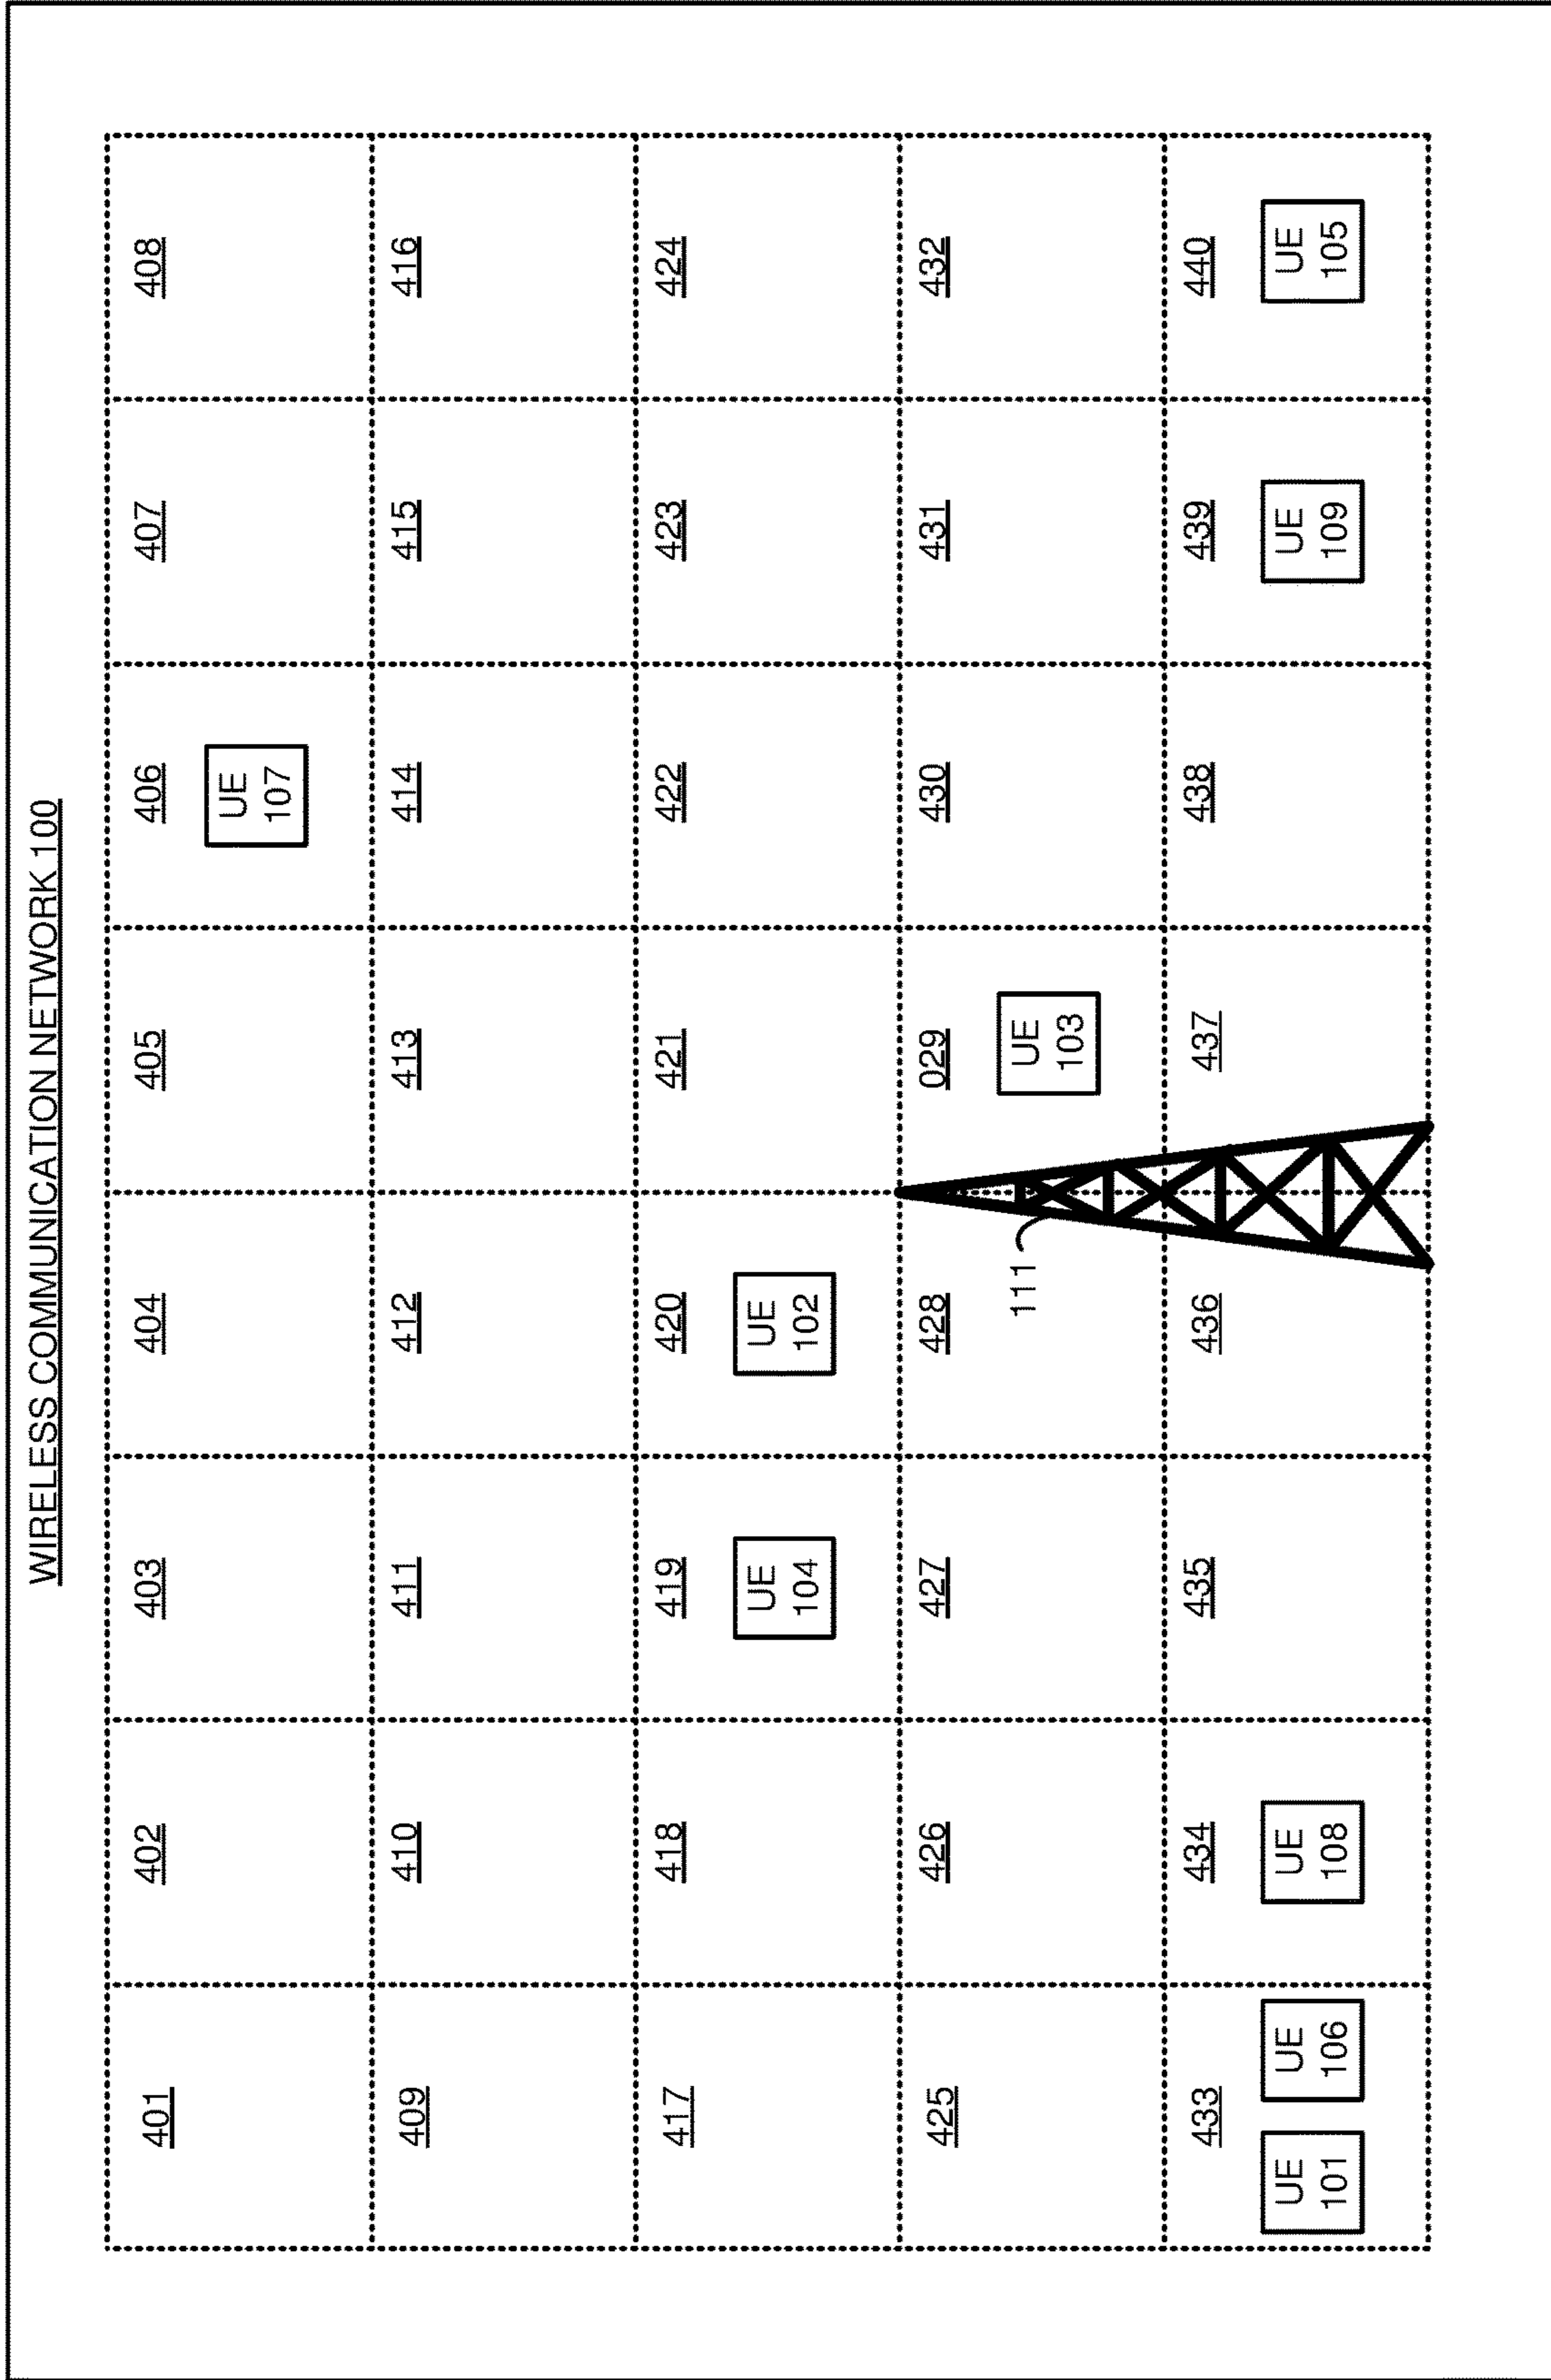 WIRELESS COMMUNICATION NETWORK 100
401 402 403 404 405 406 407 408
UE
107
409 410 411 412 413 414 415 416
417 418 419 420 421 422 423 424
UE UE
104 102
425 426 427 428 029 430 431 432
111
UE
103
433 434 435 436 437 438 439 440
UE UE UE UE UE
101 106 108 109 105